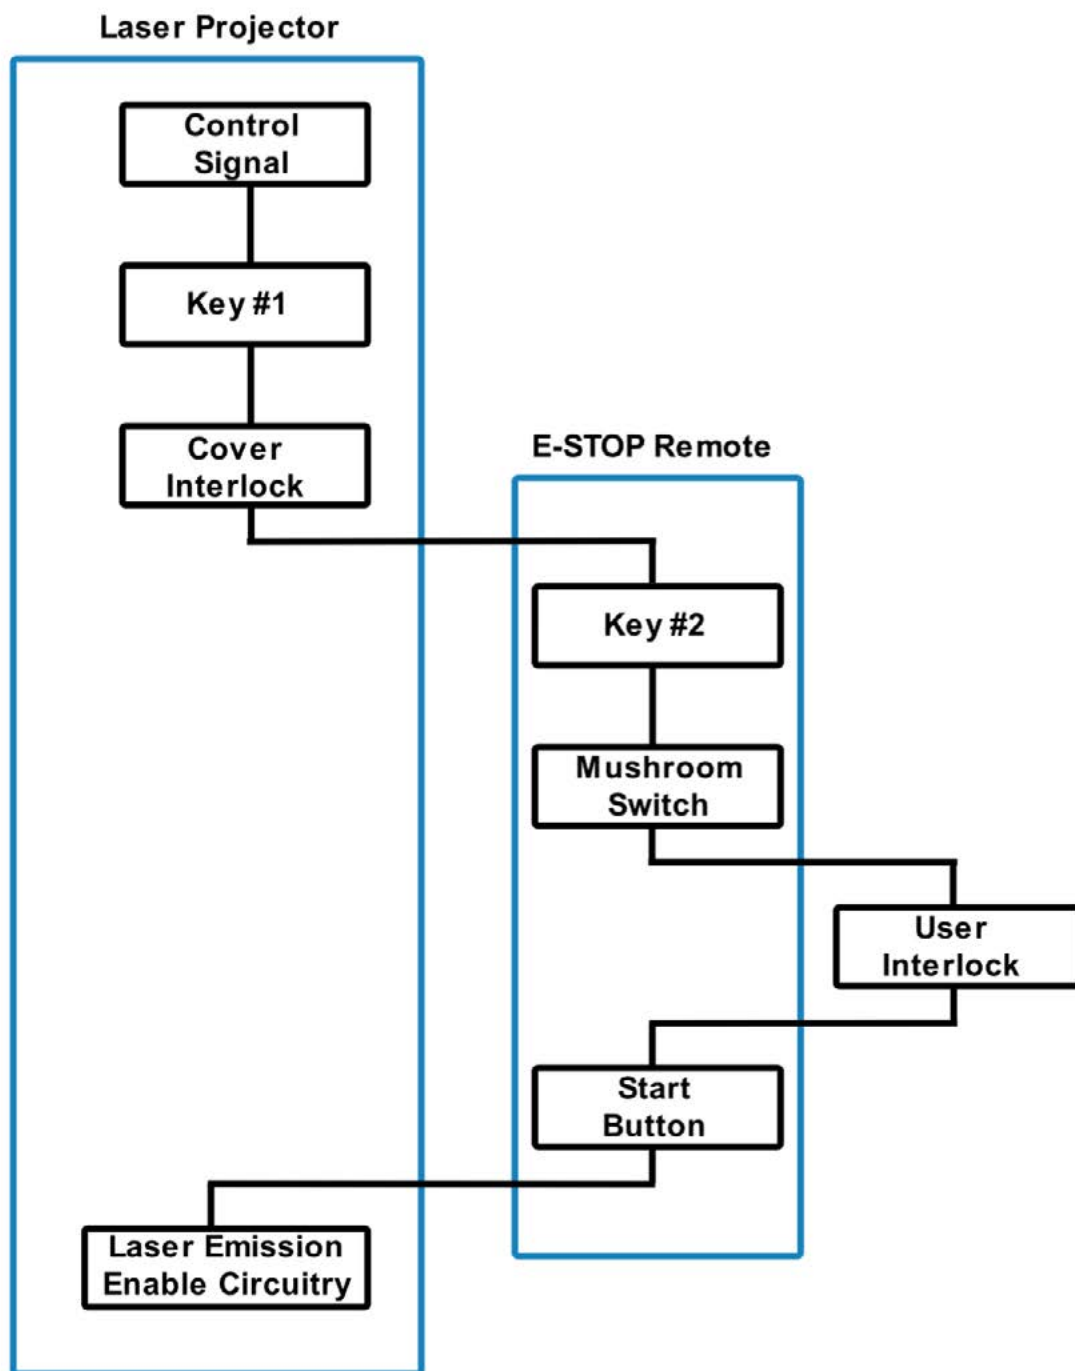 Laser Projector
Control
Signal
Key #1
Cover
Interlock
E-STOP Remote
Key #2
Mushroom
Switch
User
Interlock
Start
Button
Laser Emission
Enable Circuitry